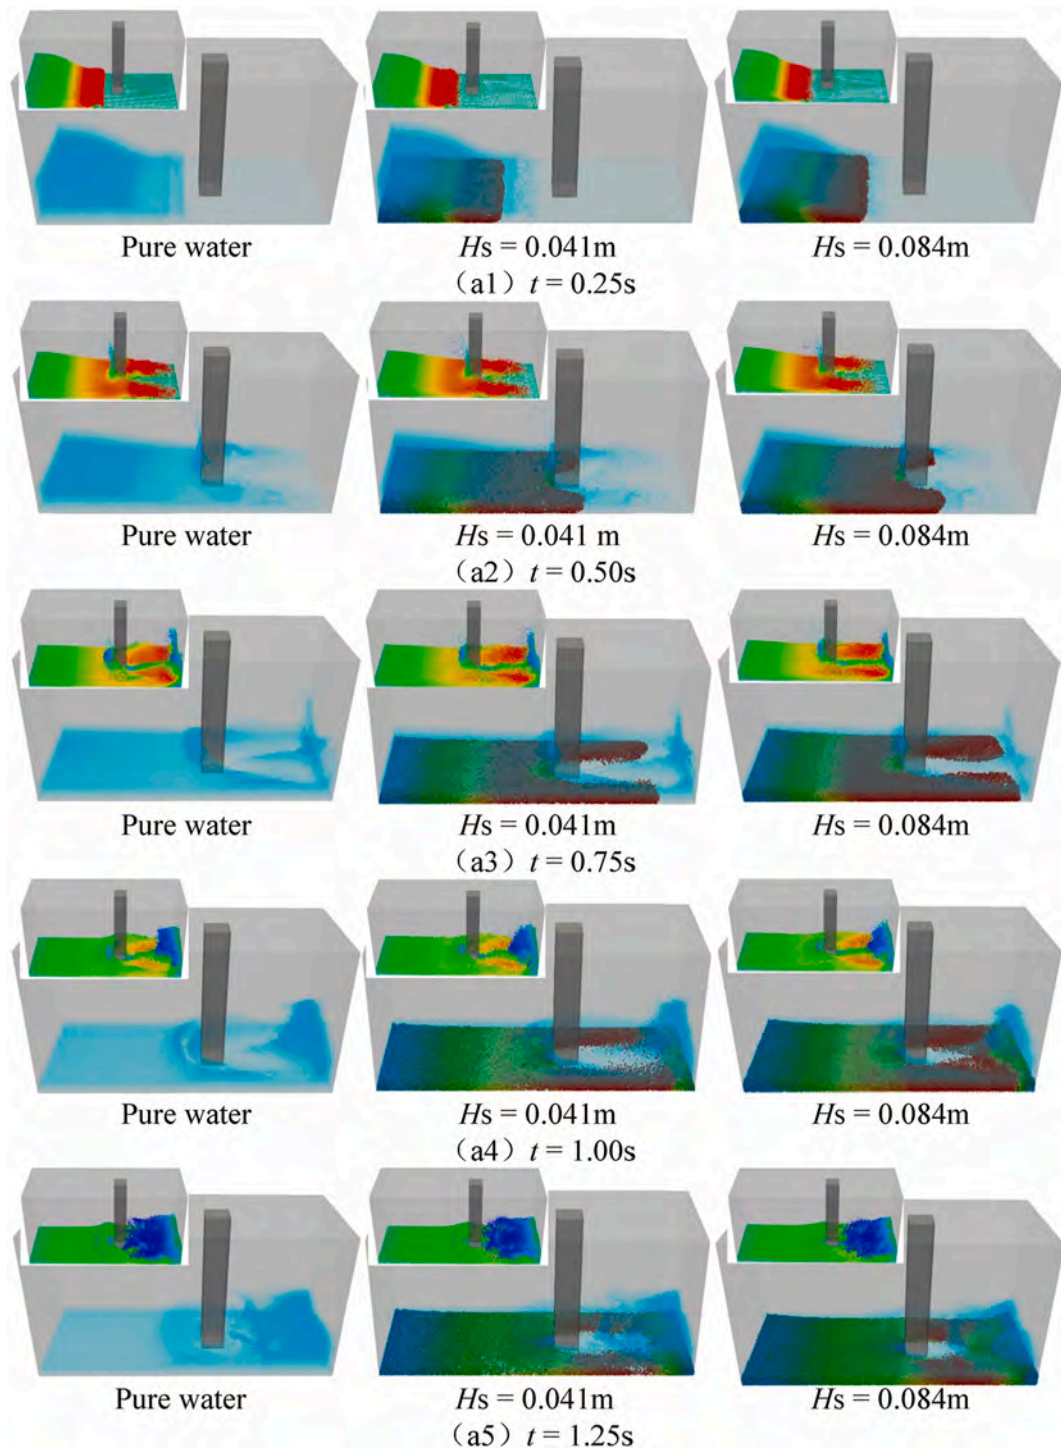 Pure water Hs = 0.041m Hs = 0.084m
（a1）t = 0.25s
Pure water Hs = 0.041 m Hs = 0.084m
（a2）t = 0.50s
Pure water Hs = 0.041m Hs = 0.084m
（a3）t = 0.75s
Pure water Hs = 0.041m Hs = 0.084m
（a4）t = 1.00s
Pure water Hs = 0.041m Hs = 0.084m
（a5）t = 1.25s